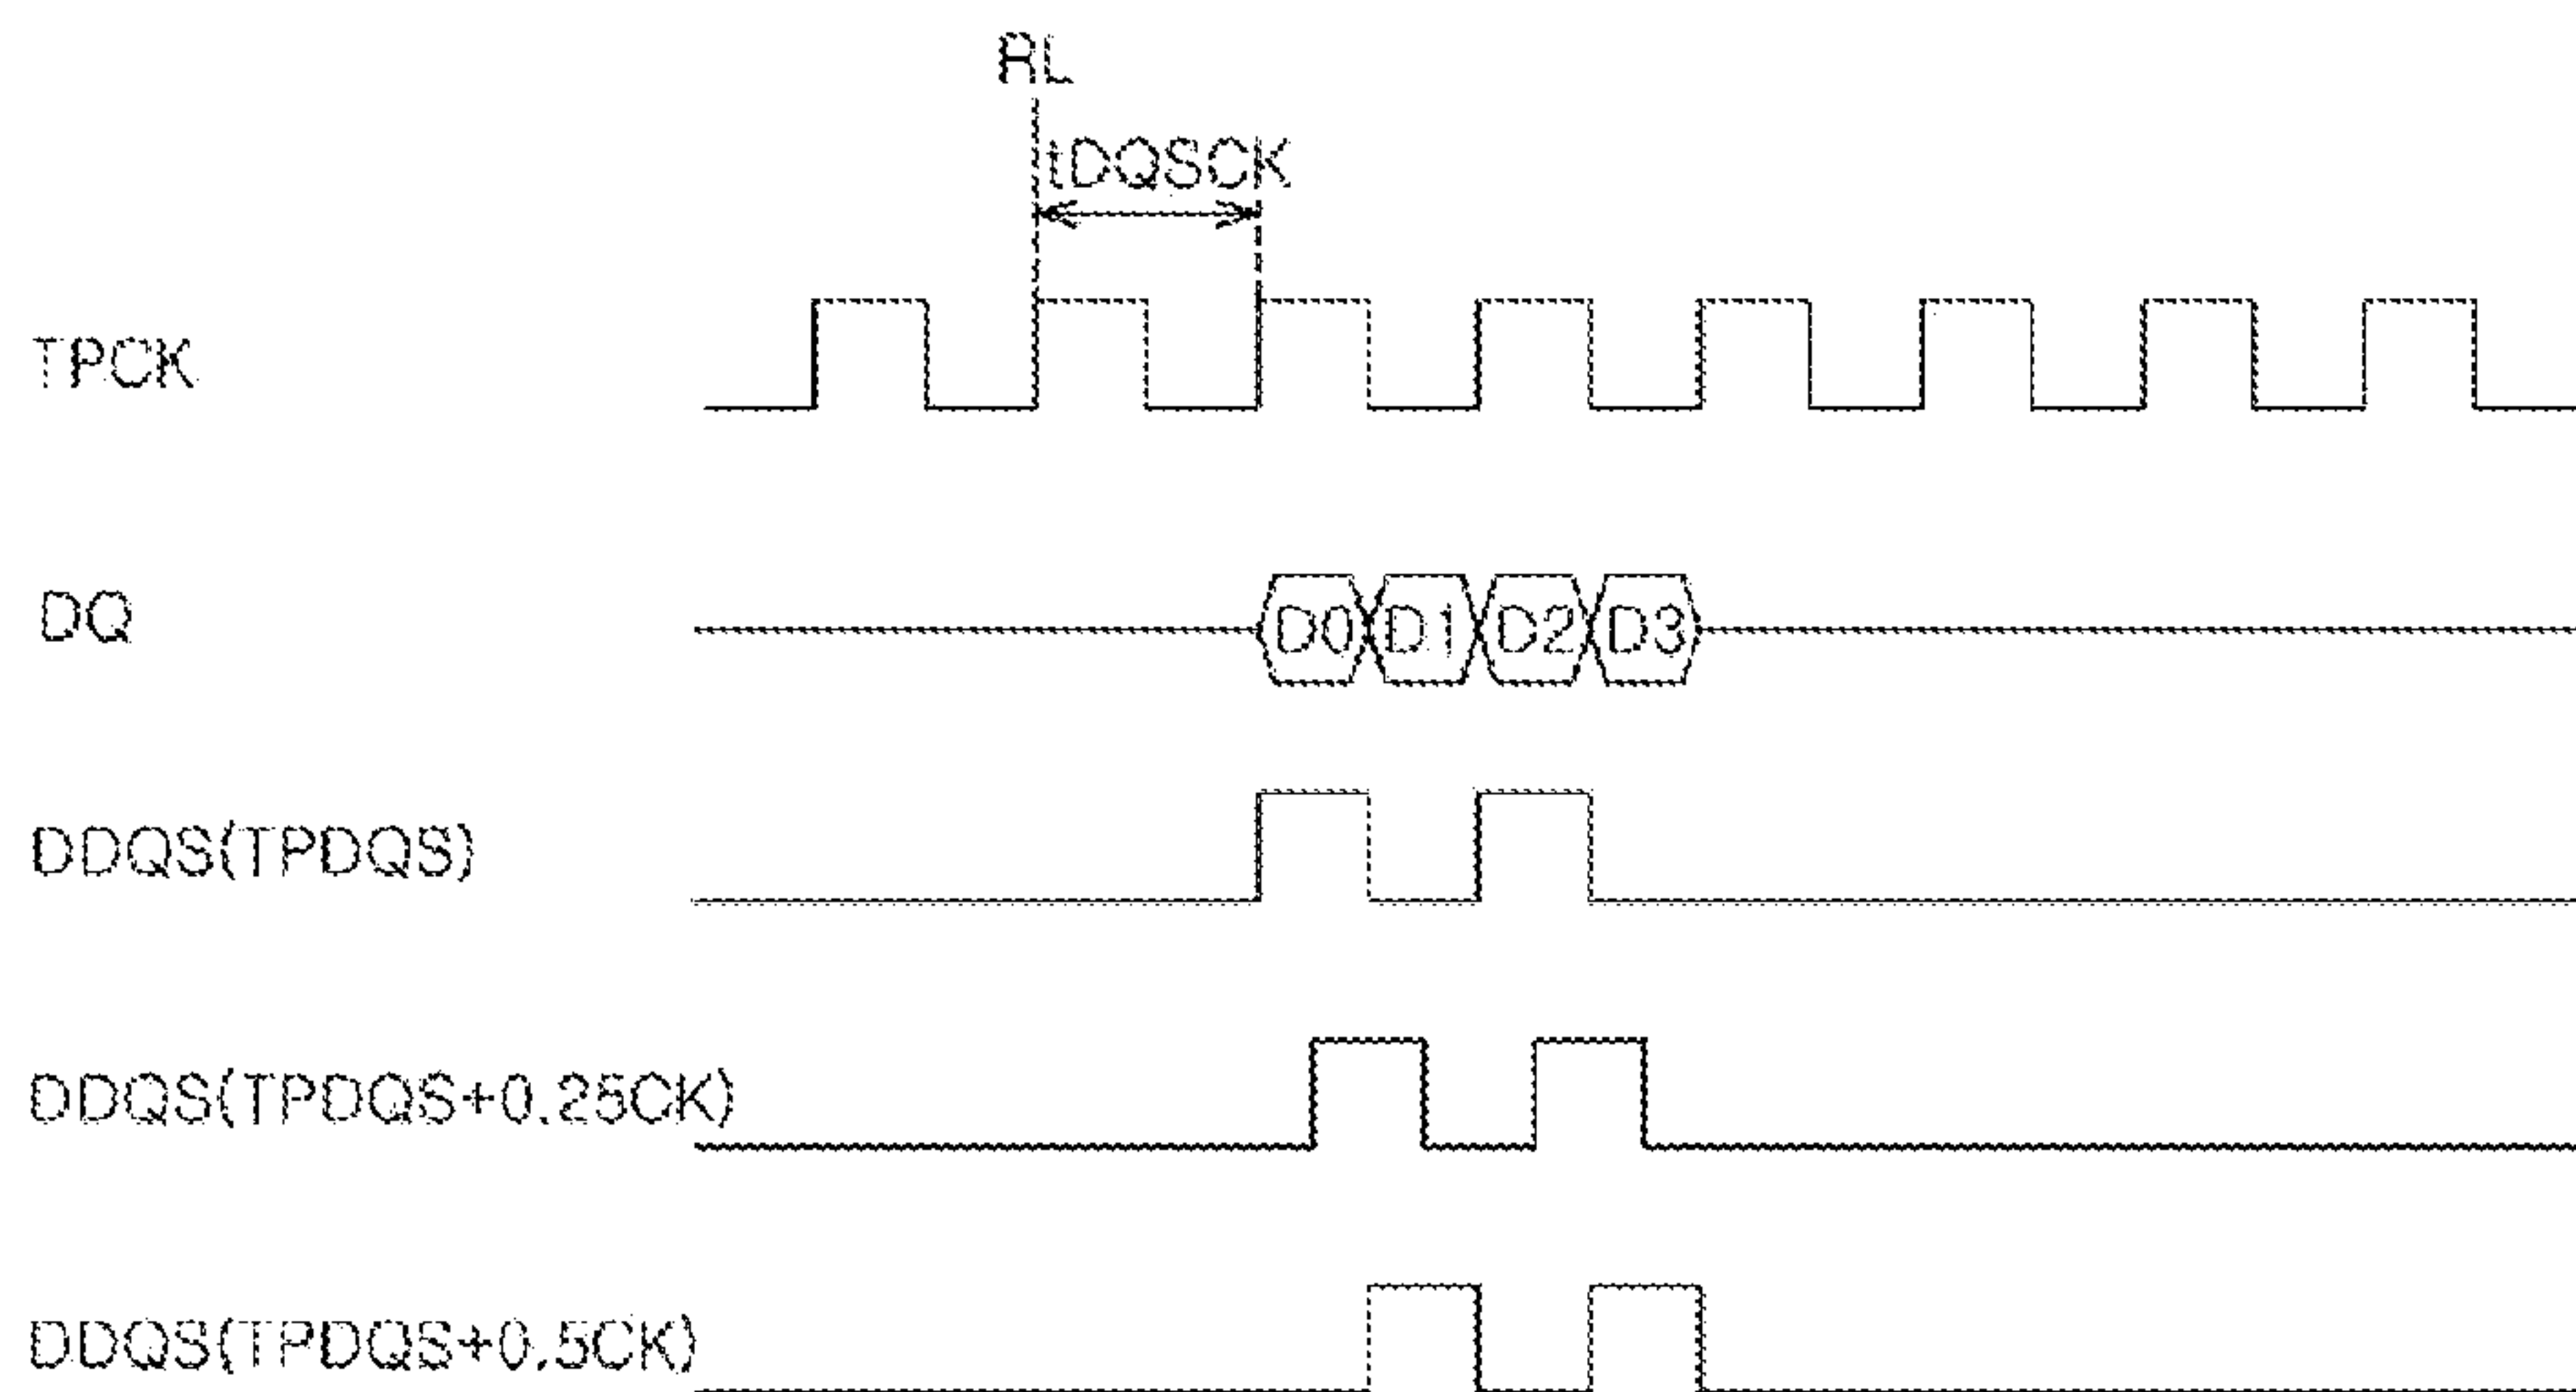 RL
tDQSCK
TPCK
DQ
D0 D1 D2 D3
DDQS(TPDQS)
DDQS(TPDQS+0.25CK)
DDQS(TPDQS+0.5CK)